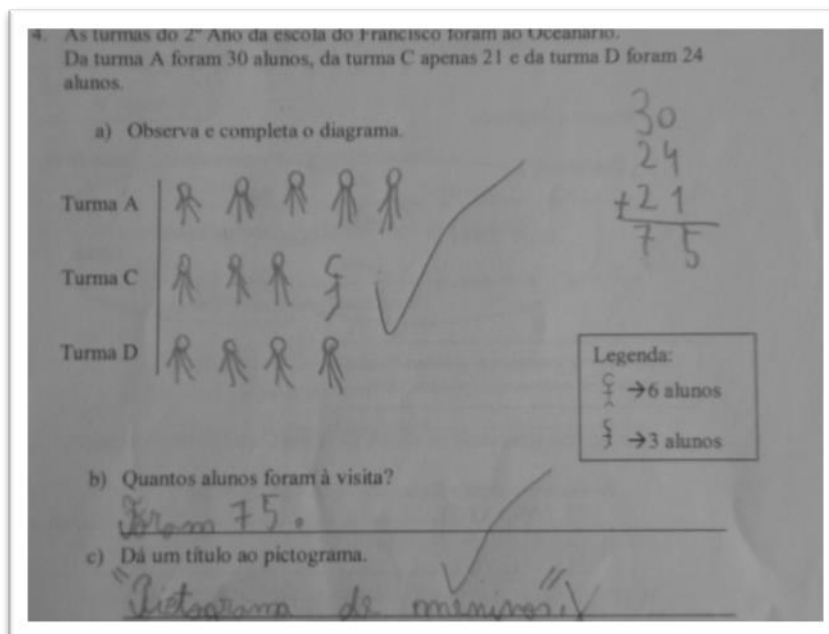 4. As turmas do 2º Ano da escola do Francisco foram ao Oceanário.
Da turma A foram 30 alunos, da turma C apenas 21 e da turma D foram 24
alunos.
a) Observa e completa o diagrama.
30
24
+21
75
Turma A
Turma C
Turma D
Legenda:
→6 alunos
→3 alunos
b) Quantos alunos foram à visita?
Foram 75.
c) Dá um título ao pictograma.
"Pictograma de meninos"